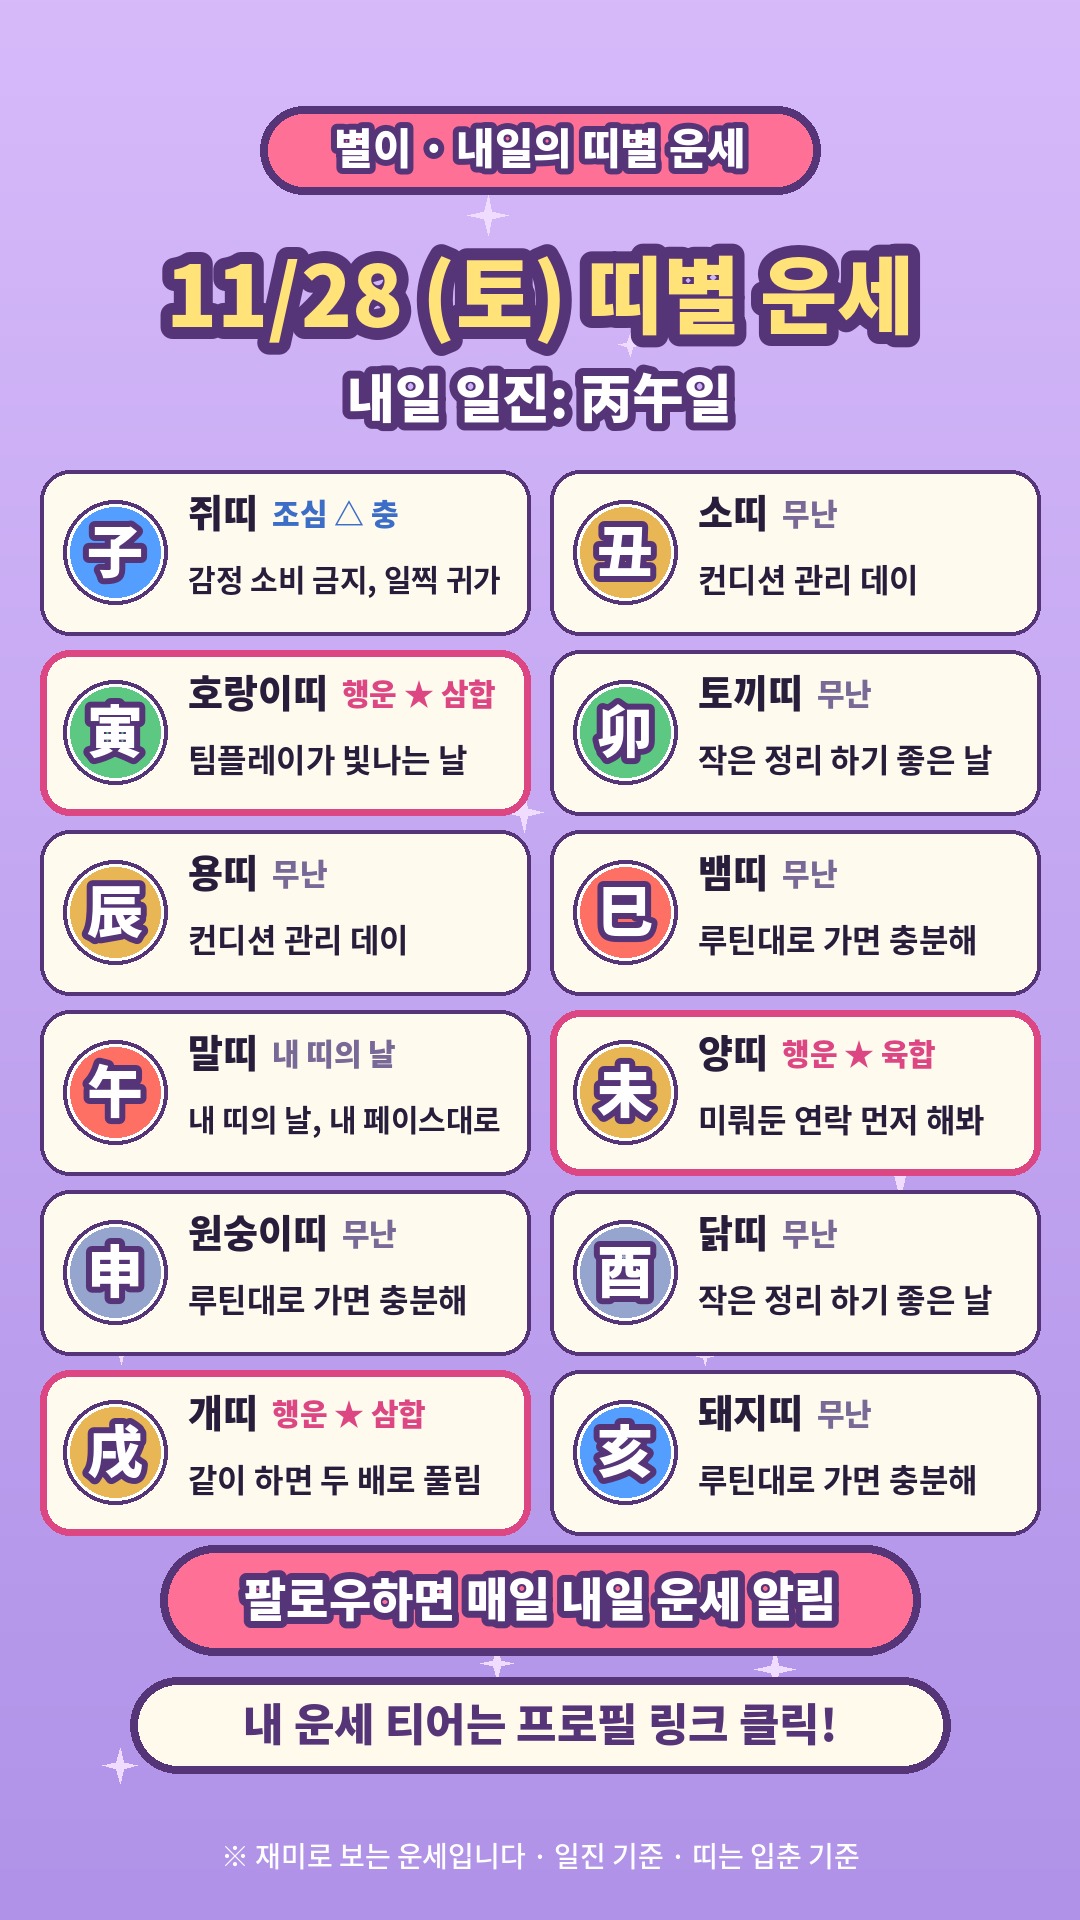 별이 · 내일의 띠별 운세
11/28 (토) 띠별 운세
내일 일진: 丙午일
子 쥐띠 조심 △ 충
감정 소비 금지, 일찍 귀가
丑 소띠 무난
컨디션 관리 데이
寅 호랑이띠 행운 ★ 삼합
팀플레이가 빛나는 날
卯 토끼띠 무난
작은 정리 하기 좋은 날
辰 용띠 무난
컨디션 관리 데이
巳 뱀띠 무난
루틴대로 가면 충분해
午 말띠 내 띠의 날
내 띠의 날, 내 페이스대로
未 양띠 행운 ★ 육합
미뤄둔 연락 먼저 해봐
申 원숭이띠 무난
루틴대로 가면 충분해
酉 닭띠 무난
작은 정리 하기 좋은 날
戌 개띠 행운 ★ 삼합
같이 하면 두 배로 풀림
亥 돼지띠 무난
루틴대로 가면 충분해
팔로우하면 매일 내일 운세 알림
내 운세 티어는 프로필 링크 클릭!
※ 재미로 보는 운세입니다 · 일진 기준 · 띠는 입춘 기준